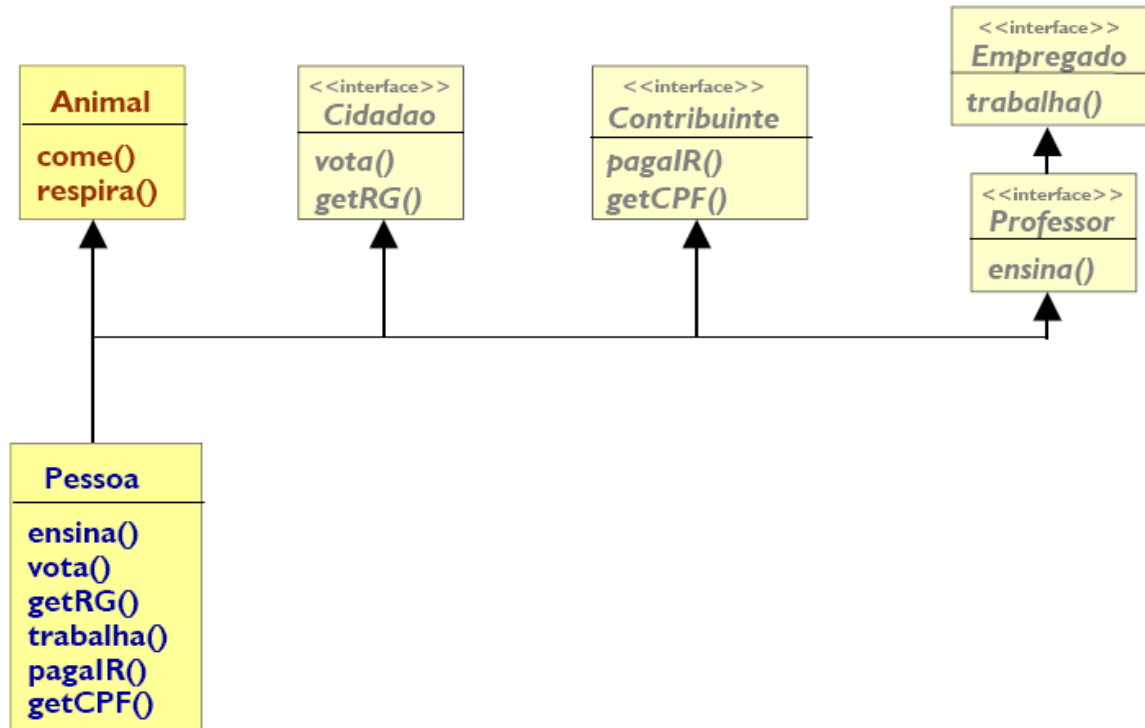 Animal
come()
respira()
<<interface>>
Cidadao
vota()
getRG()
<<interface>>
Contribuinte
pagaIR()
getCPF()
<<interface>>
Empregado
trabalha()
<<interface>>
Professor
ensina()
Pessoa
ensina()
vota()
getRG()
trabalha()
pagaIR()
getCPF()